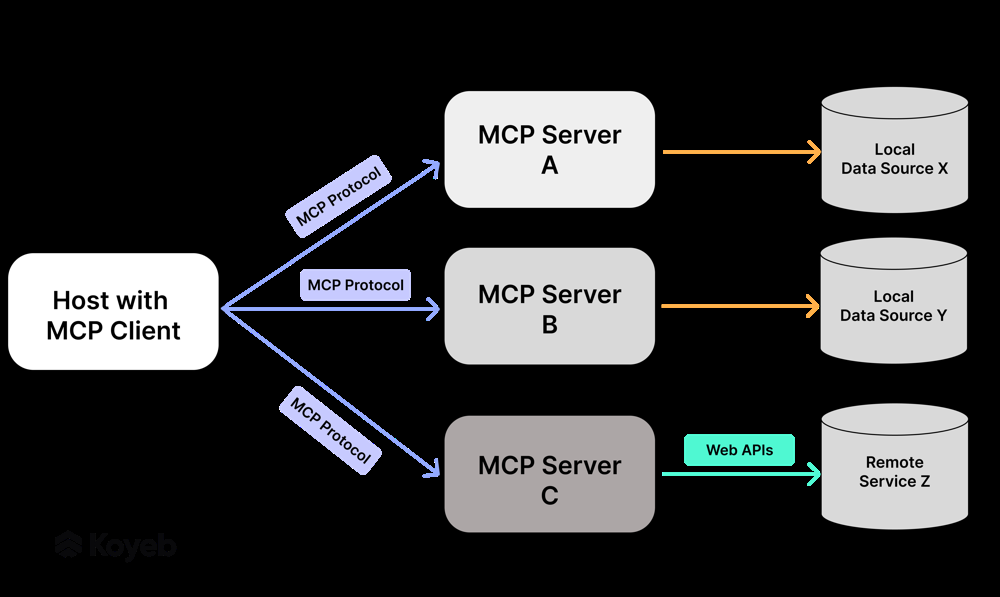 MCP Server
A
Local
Data Source X
MCP Protocol
Host with
MCP Client
MCP Protocol
MCP Server
B
Local
Data Source Y
MCP Protocol
MCP Server
C
Web APIs
Remote
Service Z
Koyeb